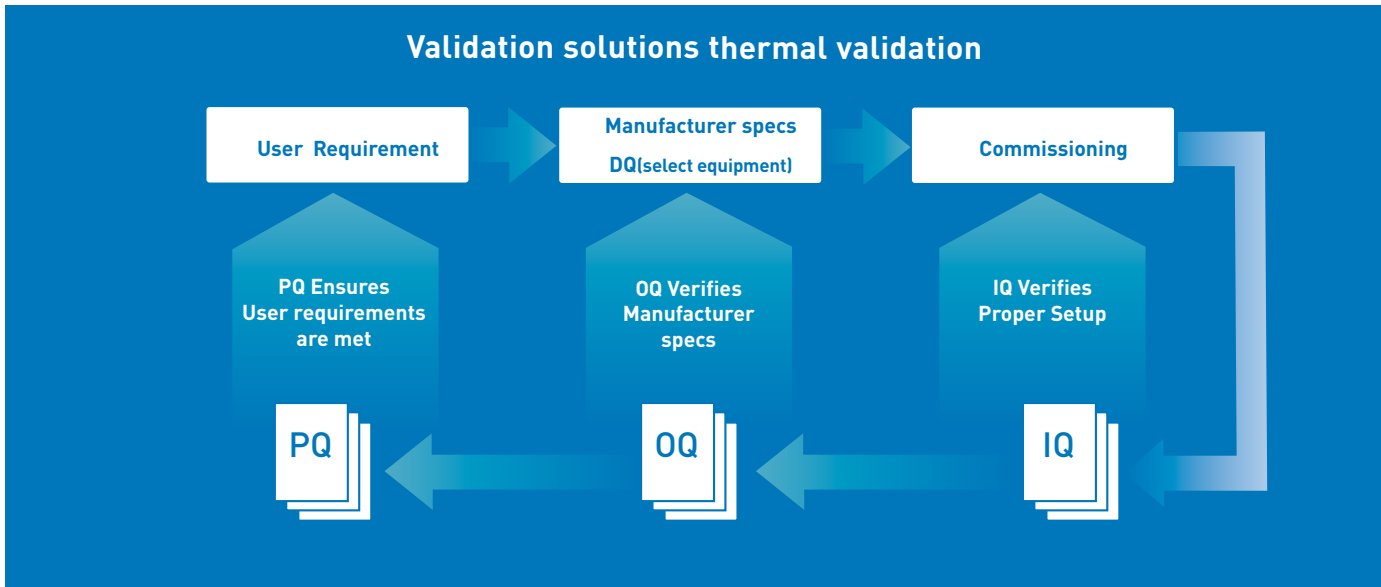 Validation solutions thermal validation
User Requirement
Manufacturer specs
DQ(select equipment)
Commissioning
PQ Ensures
User requirements
are met
OQ Verifies
Manufacturer
specs
IQ Verifies
Proper Setup
PQ
OQ
IQ